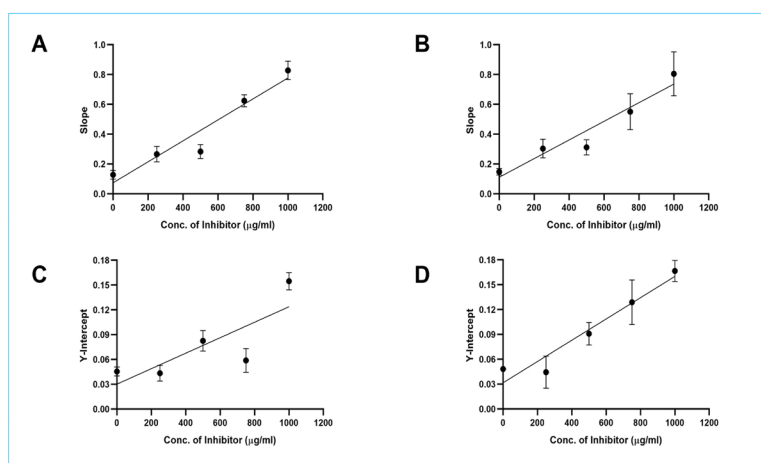 A
1.0
0.8
0.6
0.4
0.2
0.0
Slope
0 200 400 600 800 1000 1200
Conc. of Inhibitor (µg/ml)
B
1.0
0.8
0.6
0.4
0.2
0.0
Slope
0 200 400 600 800 1000 1200
Conc. of Inhibitor (µg/ml)
C
0.18
0.15
0.12
0.09
0.06
0.03
0.00
Y-Intercept
0 200 400 600 800 1000 1200
Conc. of Inhibitor (µg/ml)
D
0.18
0.15
0.12
0.09
0.06
0.03
0.00
Y-Intercept
0 200 400 600 800 1000 1200
Conc. of Inhibitor (µg/ml)